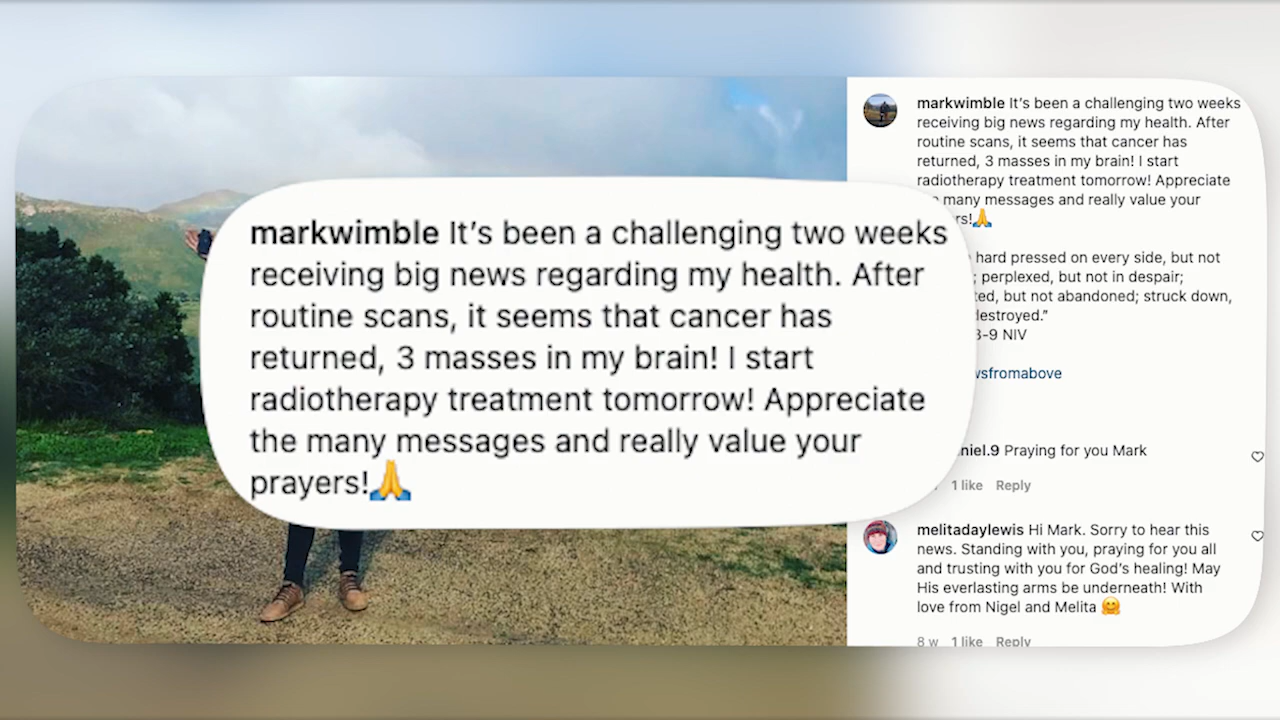 markwimble It’s been a challenging two weeks
receiving big news regarding my health. After
routine scans, it seems that cancer has
returned, 3 masses in my brain! I start
radiotherapy treatment tomorrow! Appreciate
the many messages and really value your
prayers!🙏
markwimble It’s been a challenging two weeks
receiving big news regarding my health. After
routine scans, it seems that cancer has
returned, 3 masses in my brain! I start
radiotherapy treatment tomorrow! Appreciate
many messages and really value your
rs!🙏
hard pressed on every side, but not
; perplexed, but not in despair;
ted, but not abandoned; struck down,
destroyed.”
8-9 NIV
wsfromabove
niel.9 Praying for you Mark
1 like Reply
melitadaylewis Hi Mark. Sorry to hear this
news. Standing with you, praying for you all
and trusting with you for God’s healing! May
His everlasting arms be underneath! With
love from Nigel and Melita 🤗
8 w 1 like Reply